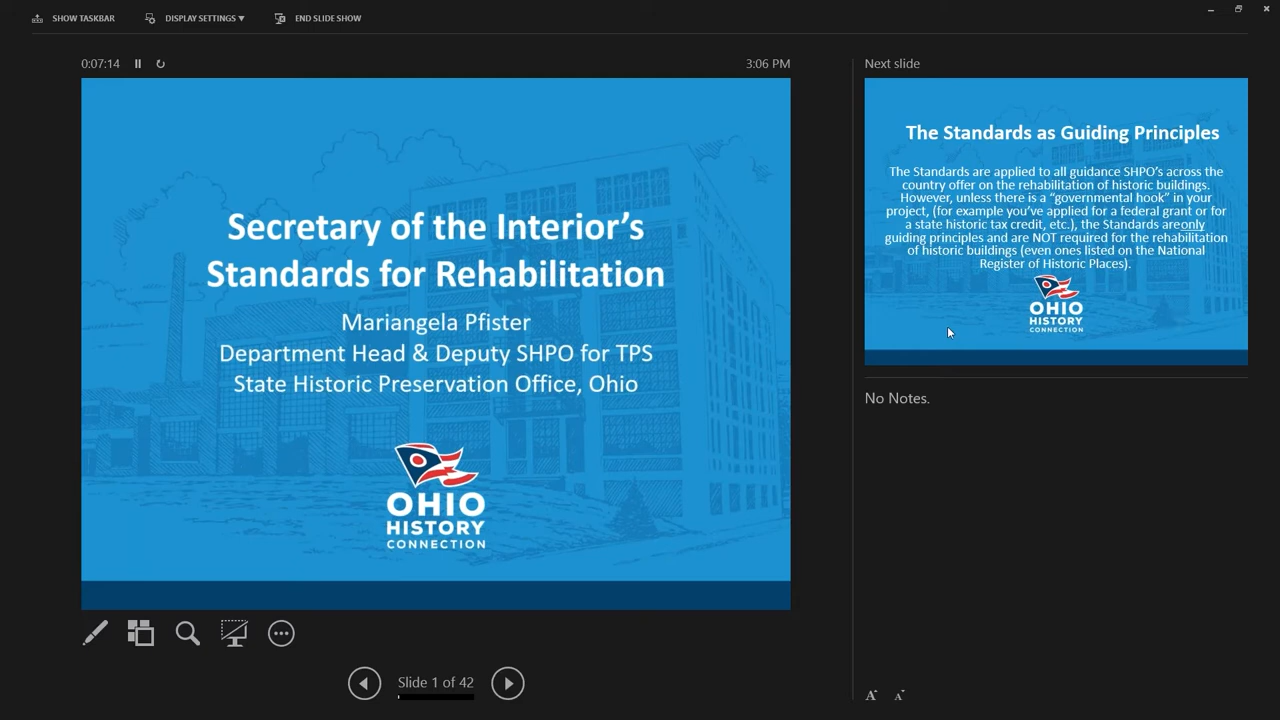 SHOW TASKBAR
DISPLAY SETTINGS ▼
END SLIDE SHOW
0:07:14
3:06 PM
Secretary of the Interior's
Standards for Rehabilitation
Mariangela Pfister
Department Head & Deputy SHPO for TPS
State Historic Preservation Office, Ohio
OHIO
HISTORY
CONNECTION
Slide 1 of 42
Next slide
The Standards as Guiding Principles
The Standards are applied to all guidance SHPO's across the
country offer on the rehabilitation of historic buildings.
However, unless there is a “governmental hook” in your
project, (for example you've applied for a federal grant or for
a state historic tax credit, etc.), the Standards are only
guiding principles and are NOT required for the rehabilitation
of historic buildings (even ones listed on the National
Register of Historic Places).
OHIO
HISTORY
CONNECTION
No Notes.
A A